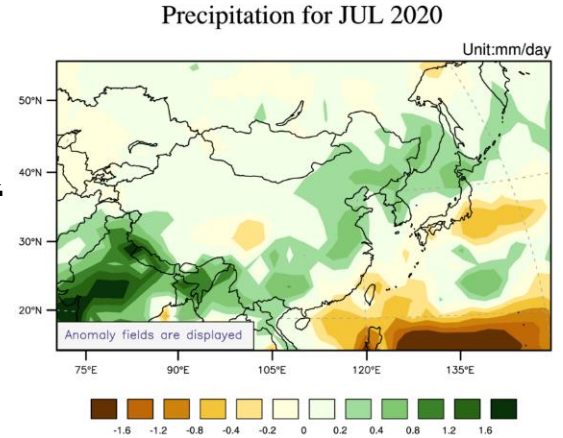 Precipitation for JUL 2020
Unit:mm/day
50°N
40°N
30°N
20°N
Anomaly fields are displayed
75°E 90°E 105°E 120°E 135°E
-1.6 -1.2 -0.8 -0.4 -0.2 0 0.2 0.4 0.8 1.2 1.6